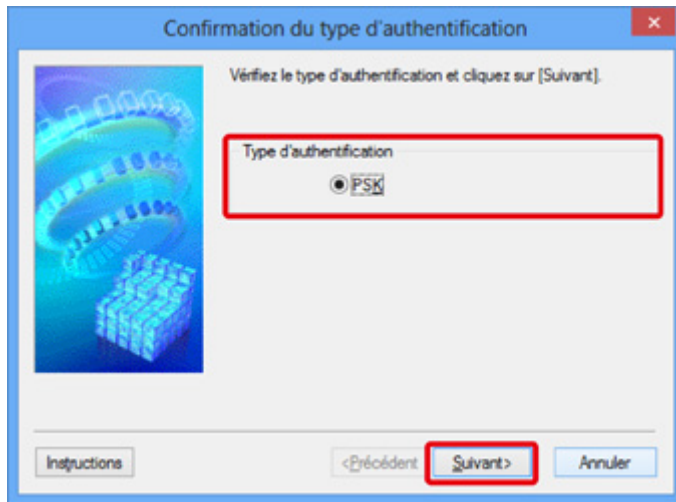 Confirmation du type d'authentification
Vérifiez le type d'authentification et cliquez sur [Suivant].
Type d'authentification
PSK
Instructions
<Précédent
Suivant>
Annuler